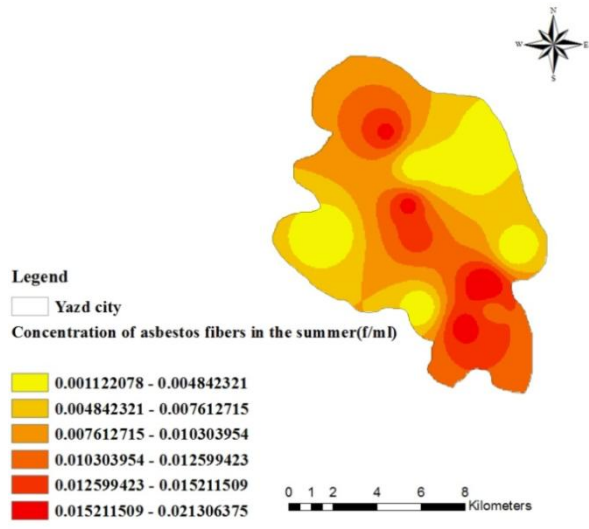 N
W E
S
Legend
Yazd city
Concentration of asbestos fibers in the summer(f/ml)
0.001122078 - 0.004842321
0.004842321 - 0.007612715
0.007612715 - 0.010303954
0.010303954 - 0.012599423
0.012599423 - 0.015211509
0.015211509 - 0.021306375
0 1 2 4 6 8
Kilometers